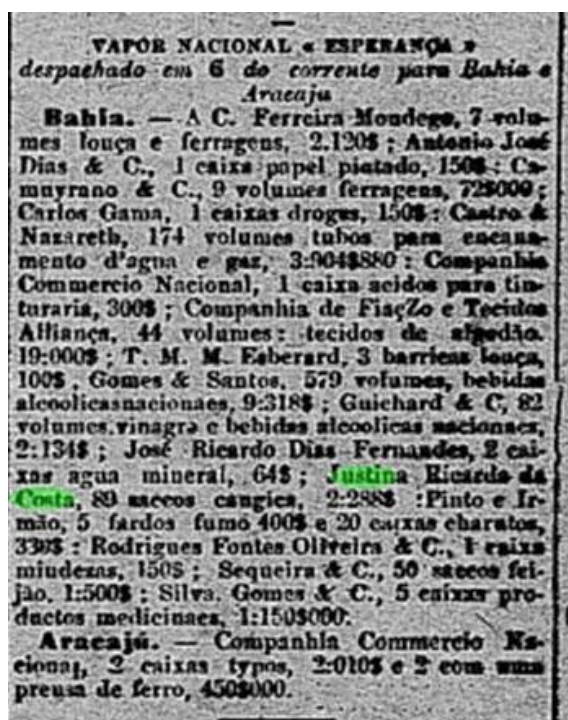 VAPOR NACIONAL « ESPERANÇA »
despachado em 6 do corrente para Bahia e
Aracaju
Bahia. — A C. Ferreira Mondego, 7 volu-
mes louça e ferragens, 2.120$ ; Antonio José
Dias & C., 1 caixa papel pintado, 150$ : Ca-
muyrano & C., 9 volumes ferragens, 72$000 ;
Carlos Gama, 1 caixas drogas, 150$ : Castro &
Nazareth, 174 volumes tubos para encana-
mento d'agua e gaz, 3:904$880 : Companhia
Commercio Nacional, 1 caixa acidos para tin-
turaria, 300$ ; Companhia de FiaçZo e Tecidos
Alliança, 44 volumes: tecidos de algodão.
19:000$ ; T. M. M. Esberard, 3 barricas louça,
100$ . Gomes & Santos, 579 volumes, bebidas
alcoolicasnacionaes, 9:318$ ; Guichard & C, 82
volumes.vinagra e bebidas alcoolicas nacionaes,
2:134$ ; José Ricardo Dias Fernandes, 2 cai-
xas agua mineral, 64$ ; Justina Ricarda da
Costa, 89 saccos cangica, 2:288$ :Pinto e Ir-
mão, 5 fardos fumo 400$ e 20 caixas charutos,
330$ : Rodrigues Fontes Oliveira & C., 1 caixa
miudezas, 150$ ; Sequeira & C., 50 saccos fei-
jão, 1:500$ ; Silva. Gomes & C., 5 caixas pro-
ductos medicinaes, 1:150$000.
Aracajú. — Companhia Commercio Na-
cional, 2 caixas typos, 2:010$ e 2 com uma
prensa de ferro, 450$000.